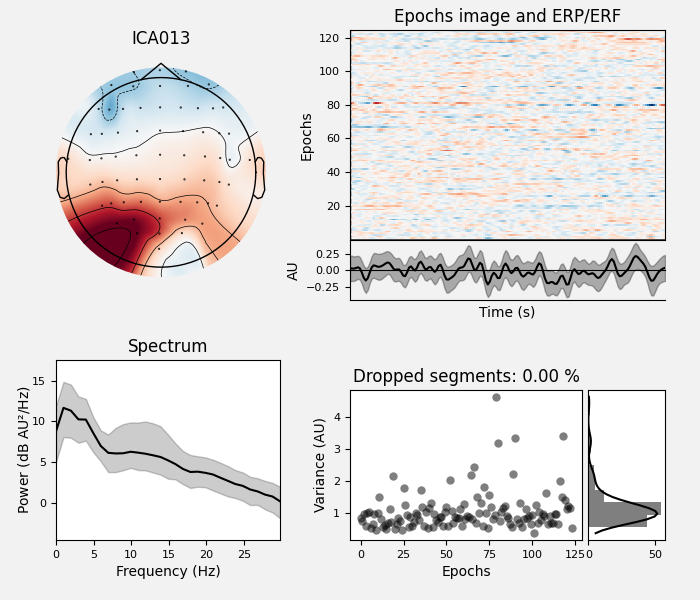 ICA013
Epochs image and ERP/ERF
120
100
80
60
40
20
Epochs
0.25
0.00
−0.25
AU
Time (s)
Spectrum
15
10
5
0
Power (dB AU²/Hz)
0 5 10 15 20 25
Frequency (Hz)
Dropped segments: 0.00 %
4
3
2
1
Variance (AU)
0 25 50 75 100 125
Epochs
0 50